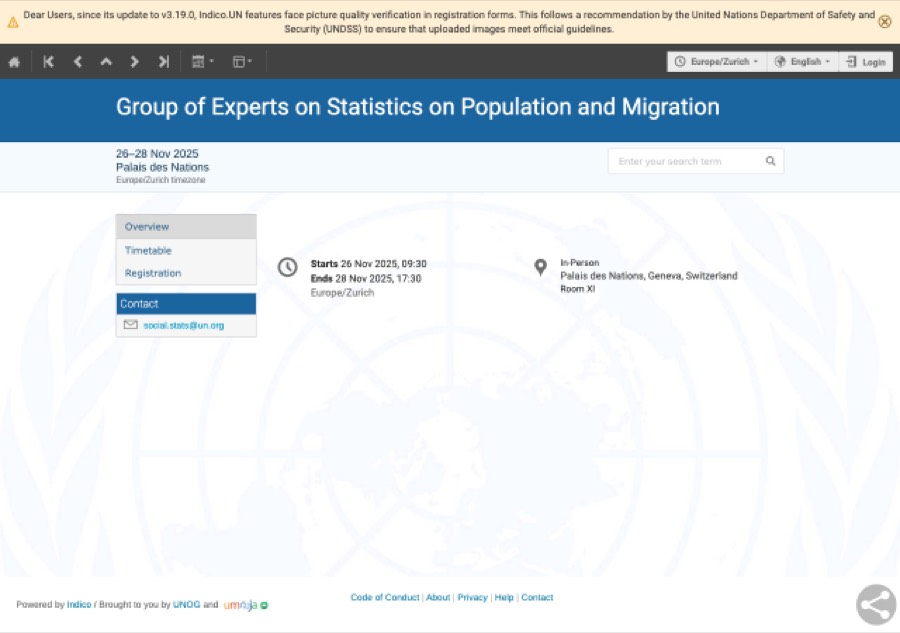 Dear Users, since its update to v3.19.0, Indico.UN features face picture quality verification in registration forms. This follows a recommendation by the United Nations Department of Safety and
Security (UNDSS) to ensure that uploaded images meet official guidelines.
Europe/Zurich
English
Login
Group of Experts on Statistics on Population and Migration
26–28 Nov 2025
Palais des Nations
Europe/Zurich timezone
Enter your search term
Overview
Timetable
Registration
Contact
social.stats@un.org
Starts 26 Nov 2025, 09:30
Ends 28 Nov 2025, 17:30
Europe/Zurich
In-Person
Palais des Nations, Geneva, Switzerland
Room XI
Powered by Indico / Brought to you by UNOG and umoja
Code of Conduct | About | Privacy | Help | Contact